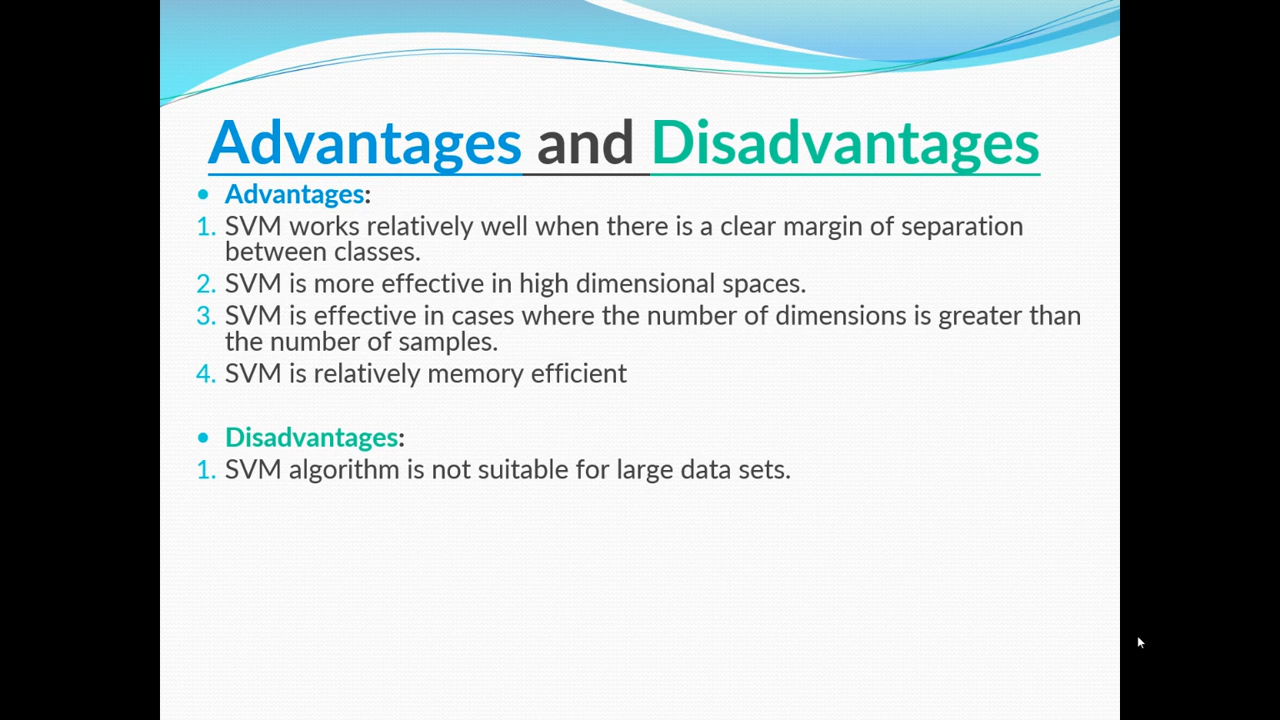 Advantages and Disadvantages
• Advantages:
1. SVM works relatively well when there is a clear margin of separation
between classes.
2. SVM is more effective in high dimensional spaces.
3. SVM is effective in cases where the number of dimensions is greater than
the number of samples.
4. SVM is relatively memory efficient
• Disadvantages:
1. SVM algorithm is not suitable for large data sets.